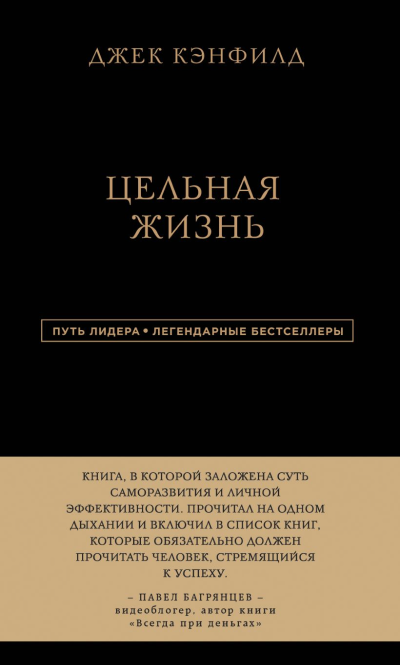 ДЖЕК КЭНФИЛД
ЦЕЛЬНАЯ
ЖИЗНЬ
ПУТЬ ЛИДЕРА • ЛЕГЕНДАРНЫЕ БЕСТСЕЛЛЕРЫ
КНИГА, В КОТОРОЙ ЗАЛОЖЕНА СУТЬ
САМОРАЗВИТИЯ И ЛИЧНОЙ
ЭФФЕКТИВНОСТИ. ПРОЧИТАЛ НА ОДНОМ
ДЫХАНИИ И ВКЛЮЧИЛ В СПИСОК КНИГ,
КОТОРЫЕ ОБЯЗАТЕЛЬНО ДОЛЖЕН
ПРОЧИТАТЬ ЧЕЛОВЕК, СТРЕМЯЩИЙСЯ
К УСПЕХУ.
– ПАВЕЛ БАГРЯНЦЕВ –
видеоблогер, автор книги
«Всегда при деньгах»